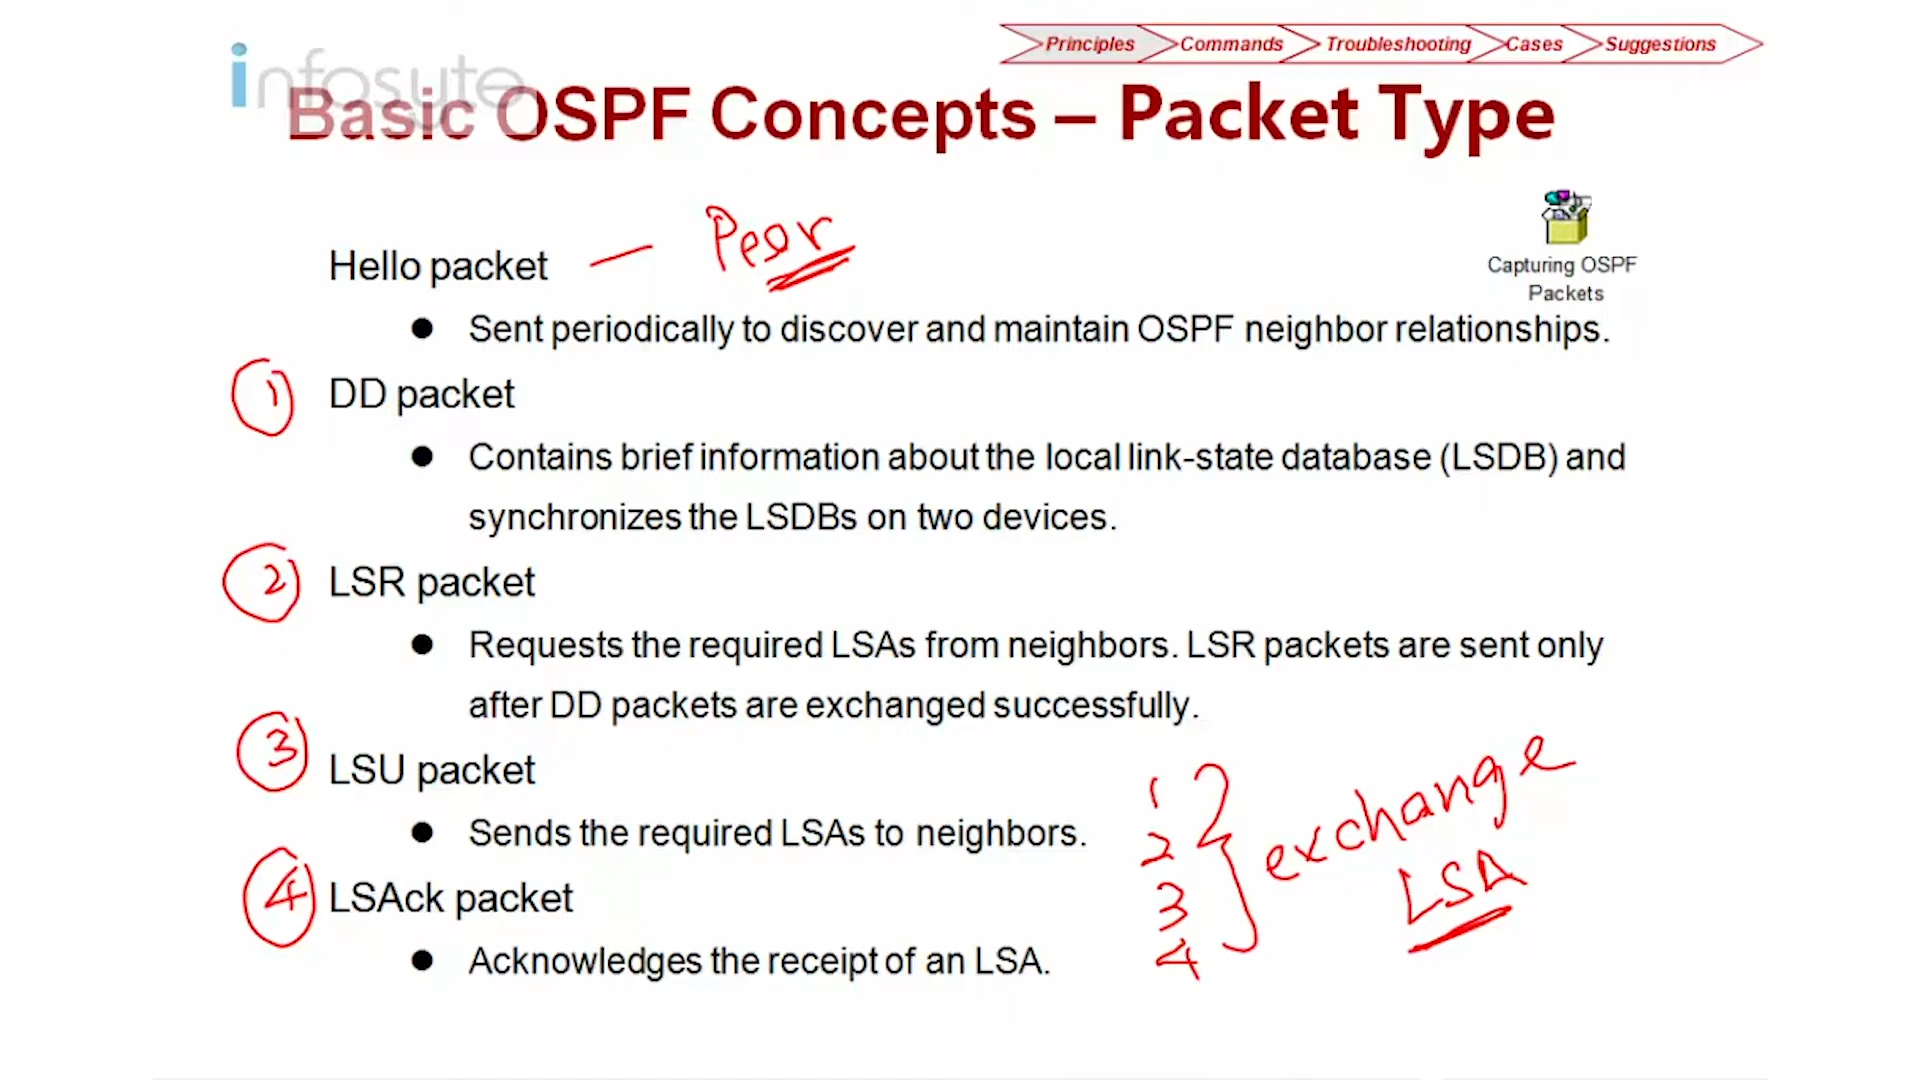 Principles Commands Troubleshooting Cases Suggestions
infosyte
Basic OSPF Concepts – Packet Type
Hello packet — Peer
Capturing OSPF
Packets
● Sent periodically to discover and maintain OSPF neighbor relationships.
1 DD packet
● Contains brief information about the local link-state database (LSDB) and
synchronizes the LSDBs on two devices.
2 LSR packet
● Requests the required LSAs from neighbors. LSR packets are sent only
after DD packets are exchanged successfully.
3 LSU packet
● Sends the required LSAs to neighbors.
4 LSAck packet
● Acknowledges the receipt of an LSA.
1
2
3
4
exchange
LSA